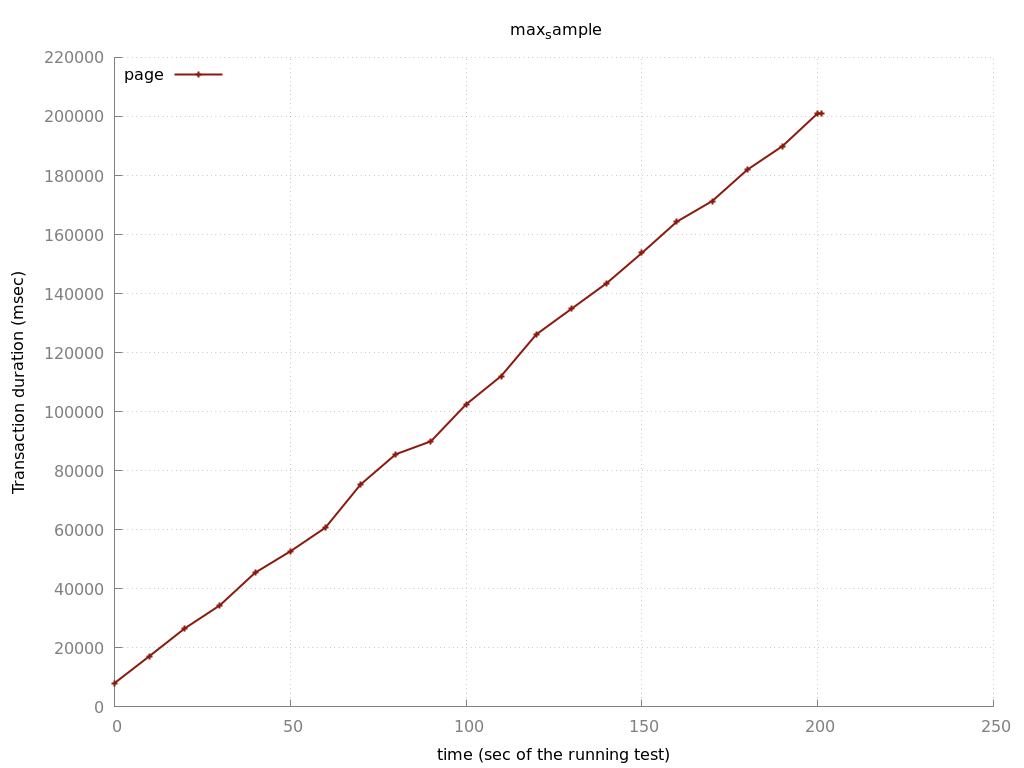 maxsample
220000
page
200000
180000
160000
140000
120000
100000
80000
60000
40000
20000
0
Transaction duration (msec)
0 50 100 150 200 250
time (sec of the running test)